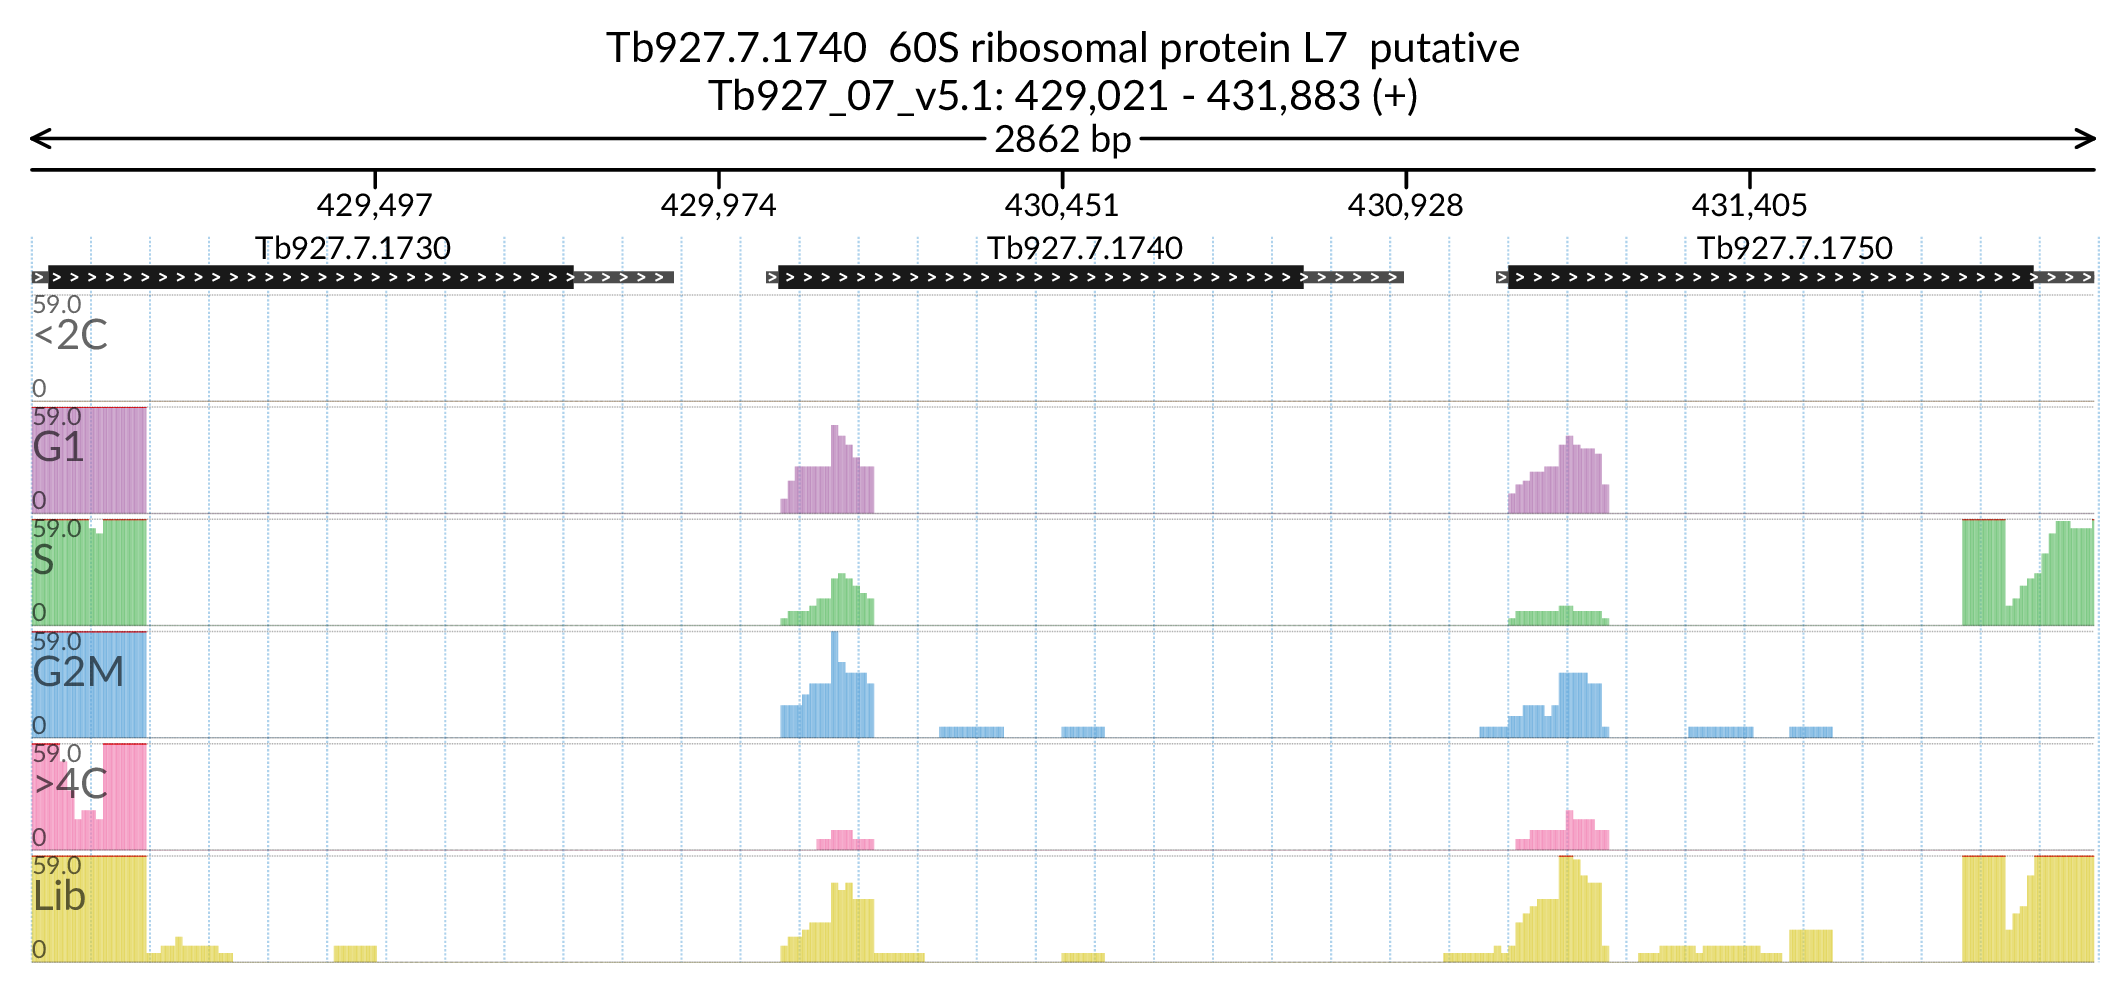 Tb927.7.1740  60S ribosomal protein L7  putative
Tb927_07_v5.1: 429,021 - 431,883 (+)
2862 bp
429,497 429,974 430,451 430,928 431,405
Tb927.7.1730 Tb927.7.1740 Tb927.7.1750
59.0
<2C
0
59.0
G1
0
59.0
S
0
59.0
G2M
0
59.0
>4C
0
59.0
Lib
0